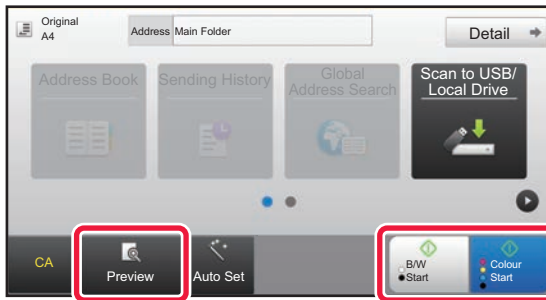 Original
A4
Address Main Folder
Detail
Address Book
Sending History
Global
Address Search
Scan to USB/
Local Drive
CA
Preview
Auto Set
B/W
Start
Colour
Start